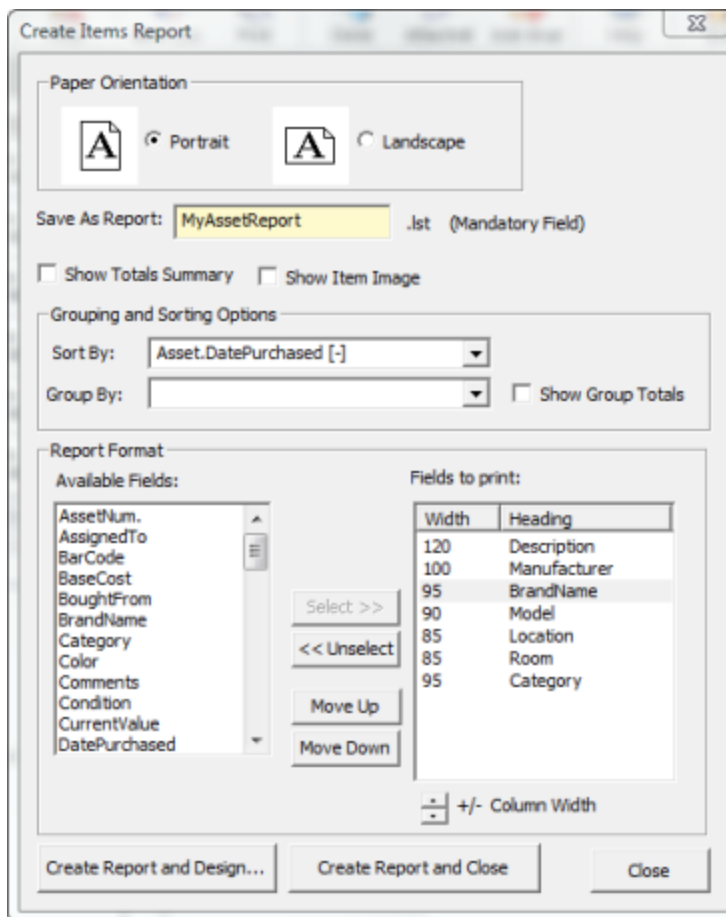 Create Items Report
Paper Orientation
A Portrait A Landscape
Save As Report: MyAssetReport .lst (Mandatory Field)
Show Totals Summary Show Item Image
Grouping and Sorting Options
Sort By: Asset.DatePurchased [-]
Group By: Show Group Totals
Report Format
Available Fields:
AssetNum.
AssignedTo
BarCode
BaseCost
BoughtFrom
BrandName
Category
Color
Comments
Condition
CurrentValue
DatePurchased
Select >>
<< Unselect
Move Up
Move Down
Fields to print:
Width Heading
120 Description
100 Manufacturer
95 BrandName
90 Model
85 Location
85 Room
95 Category
+/- Column Width
Create Report and Design... Create Report and Close Close